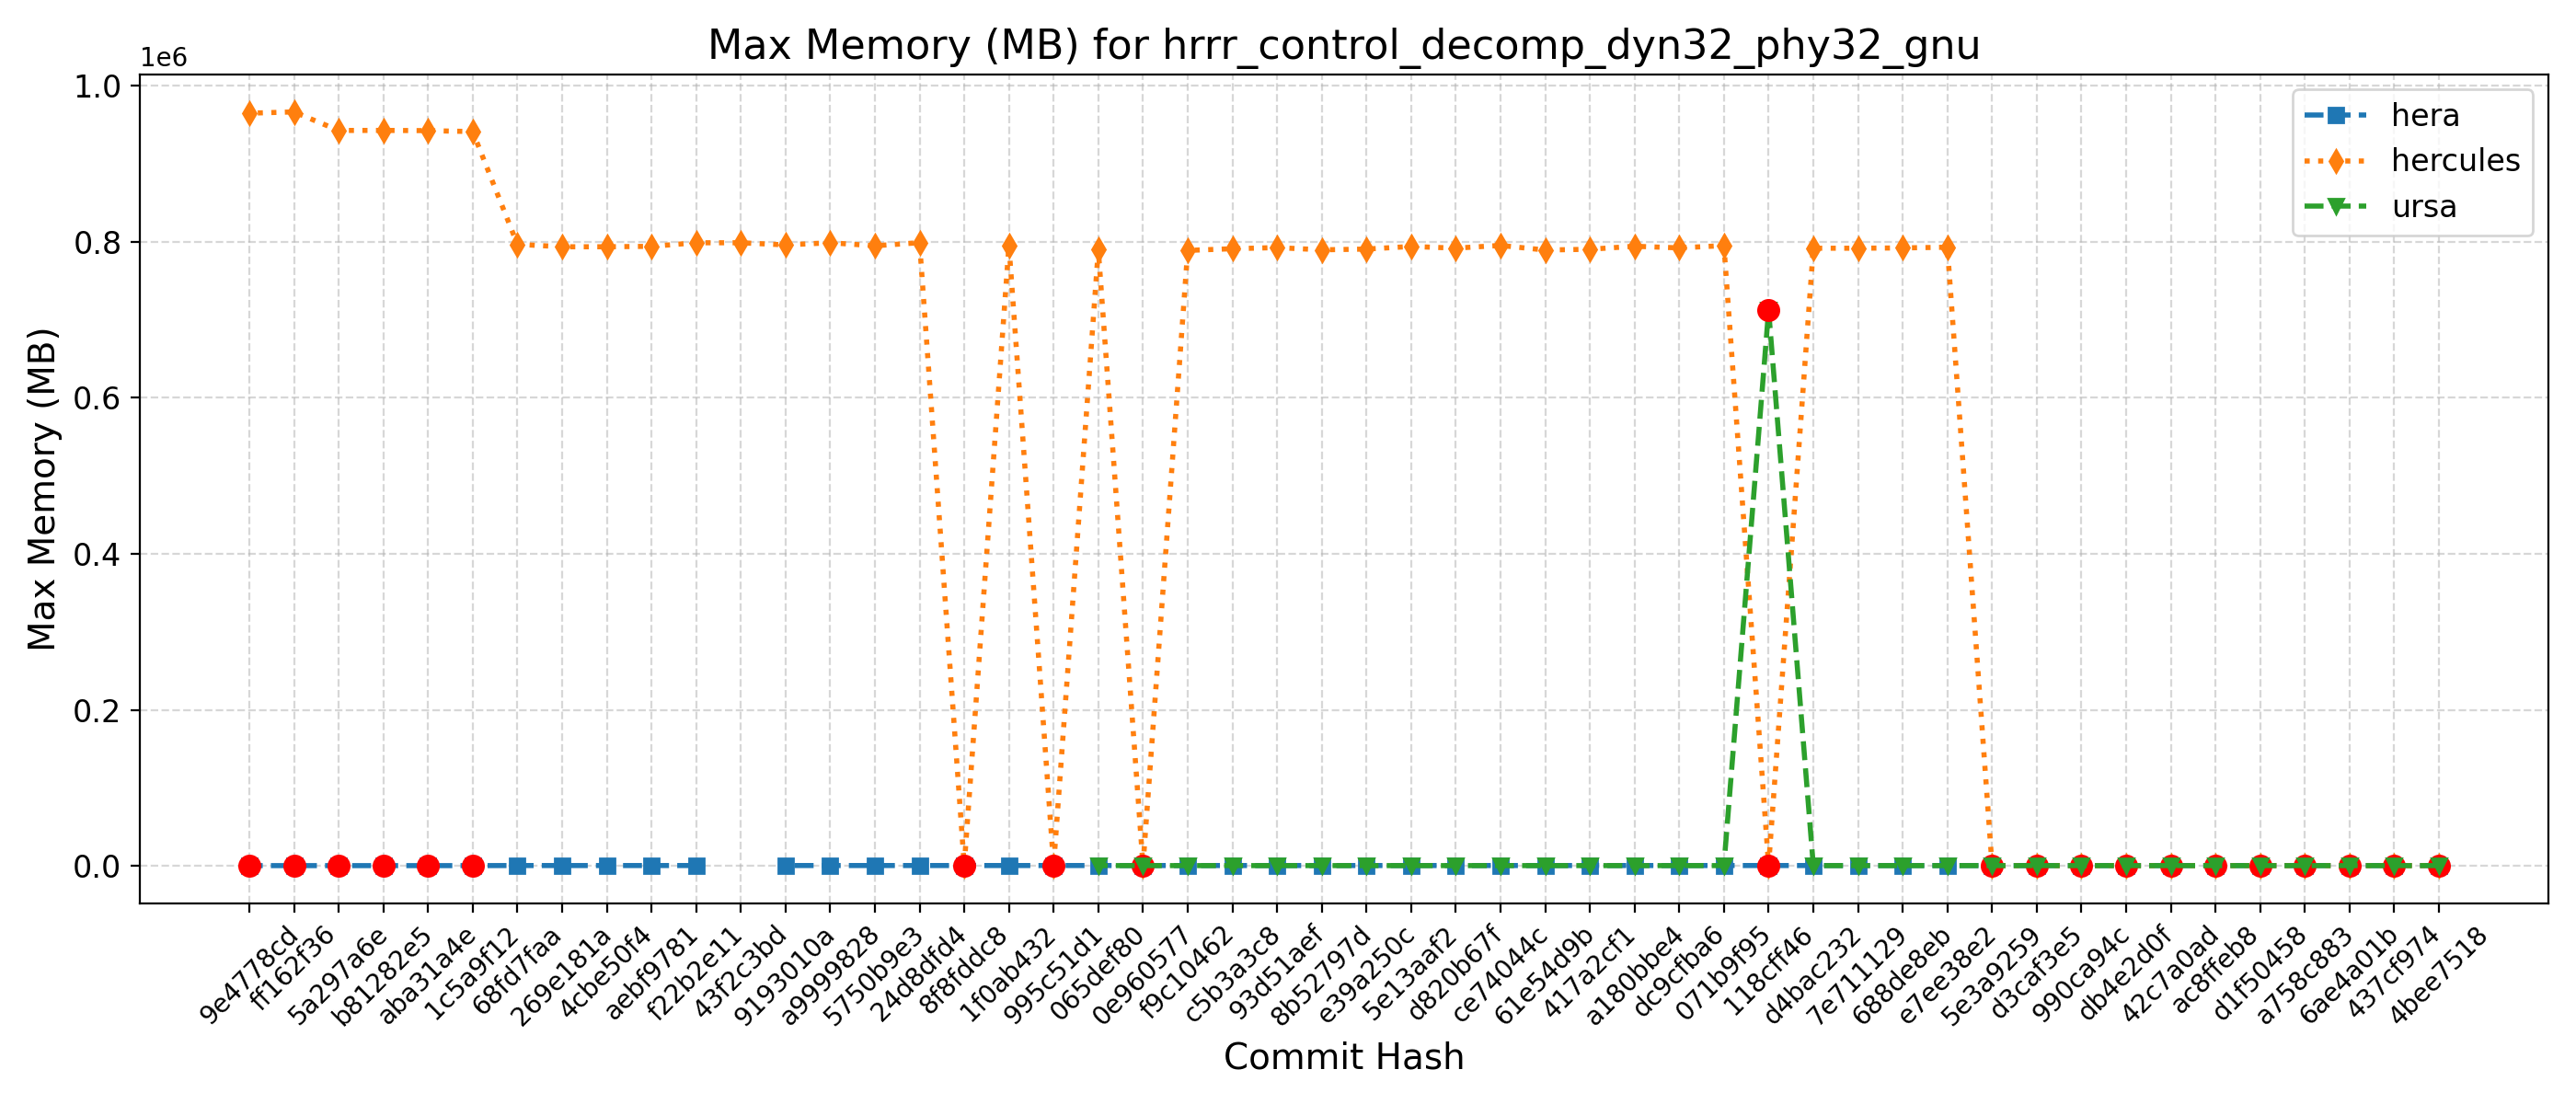 Max Memory (MB) for hrrr_control_decomp_dyn32_phy32_gnu
1e6
1.0
0.8
0.6
0.4
0.2
0.0
Max Memory (MB)
hera
hercules
ursa
9e4778cd
ff162f36
5a297a6e
b81282e5
aba31a4e
1c5a9f12
68fd7faa
269e181a
4cbe50f4
aebf9781
f22b2e11
43f2c3bd
9193010a
a9999828
5750b9e3
24d8dfd4
8f8fddc8
1f0ab432
995c51d1
065def80
0e960577
f9c10462
c5b3a3c8
93d51aef
8b52797d
e39a250c
5e13aaf2
d820b67f
ce74044c
61e54d9b
417a2cf1
a180bbe4
dc9cfba6
071b9f95
118cff46
d4bac232
7e711129
688de8eb
e7ee38e2
5e3a9259
d3caf3e5
990ca94c
db4e2d0f
42c7a0ad
ac8ffeb8
d1f50458
a758c883
6ae4a01b
437cf974
4bee7518
Commit Hash